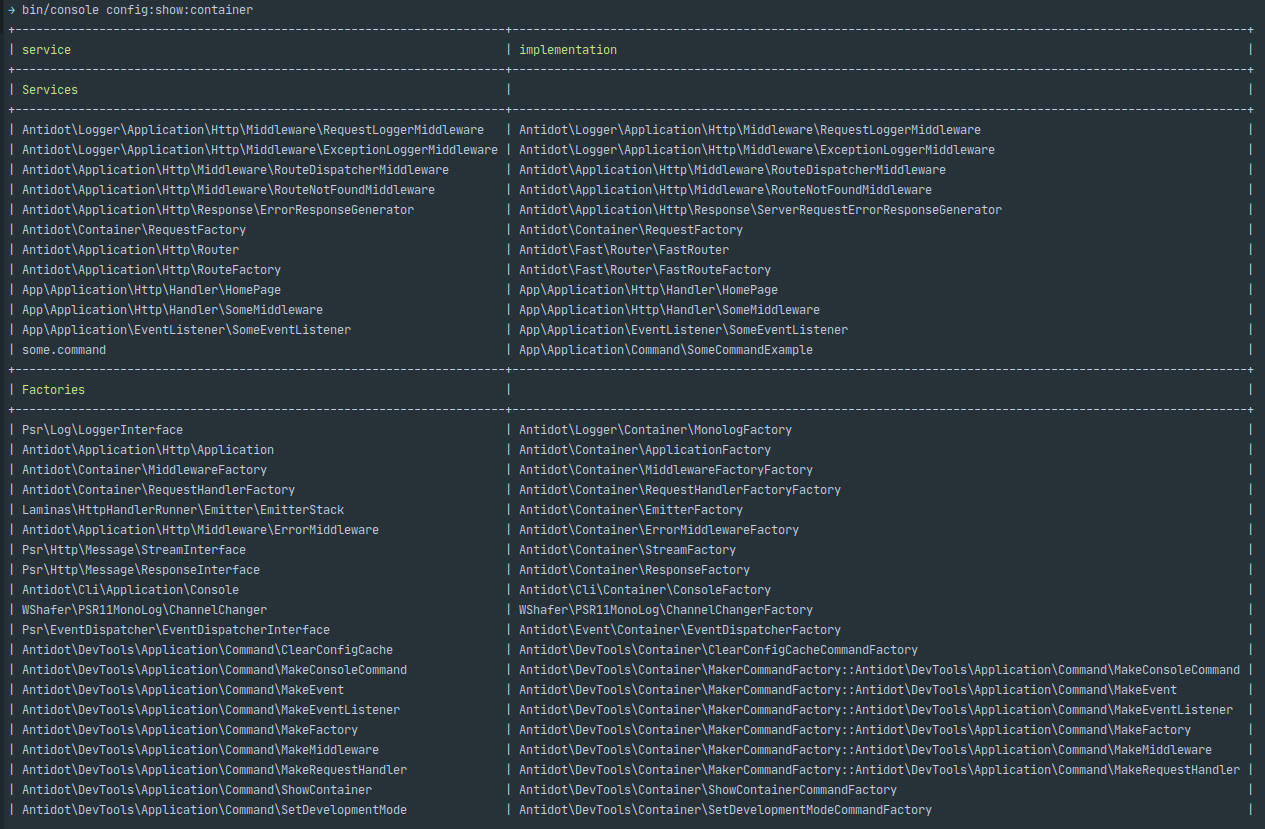 → bin/console config:show:container
| service | implementation |
| Services | |
| Antidot\Logger\Application\Http\Middleware\RequestLoggerMiddleware | Antidot\Logger\Application\Http\Middleware\RequestLoggerMiddleware |
| Antidot\Logger\Application\Http\Middleware\ExceptionLoggerMiddleware | Antidot\Logger\Application\Http\Middleware\ExceptionLoggerMiddleware |
| Antidot\Application\Http\Middleware\RouteDispatcherMiddleware | Antidot\Application\Http\Middleware\RouteDispatcherMiddleware |
| Antidot\Application\Http\Middleware\RouteNotFoundMiddleware | Antidot\Application\Http\Middleware\RouteNotFoundMiddleware |
| Antidot\Application\Http\Response\ErrorResponseGenerator | Antidot\Application\Http\Response\ServerRequestErrorResponseGenerator |
| Antidot\Container\RequestFactory | Antidot\Container\RequestFactory |
| Antidot\Application\Http\Router | Antidot\Fast\Router\FastRouter |
| Antidot\Application\Http\RouteFactory | Antidot\Fast\Router\FastRouteFactory |
| App\Application\Http\Handler\HomePage | App\Application\Http\Handler\HomePage |
| App\Application\Http\Handler\SomeMiddleware | App\Application\Http\Handler\SomeMiddleware |
| App\Application\EventListener\SomeEventListener | App\Application\EventListener\SomeEventListener |
| some.command | App\Application\Command\SomeCommandExample |
| Factories | |
| Psr\Log\LoggerInterface | Antidot\Logger\Container\MonologFactory |
| Antidot\Application\Http\Application | Antidot\Container\ApplicationFactory |
| Antidot\Container\MiddlewareFactory | Antidot\Container\MiddlewareFactoryFactory |
| Antidot\Container\RequestHandlerFactory | Antidot\Container\RequestHandlerFactoryFactory |
| Laminas\HttpHandlerRunner\Emitter\EmitterStack | Antidot\Container\EmitterFactory |
| Antidot\Application\Http\Middleware\ErrorMiddleware | Antidot\Container\ErrorMiddlewareFactory |
| Psr\Http\Message\StreamInterface | Antidot\Container\StreamFactory |
| Psr\Http\Message\ResponseInterface | Antidot\Container\ResponseFactory |
| Antidot\Cli\Application\Console | Antidot\Cli\Container\ConsoleFactory |
| WShafer\PSR11MonoLog\ChannelChanger | WShafer\PSR11MonoLog\ChannelChangerFactory |
| Psr\EventDispatcher\EventDispatcherInterface | Antidot\Event\Container\EventDispatcherFactory |
| Antidot\DevTools\Application\Command\ClearConfigCache | Antidot\DevTools\Container\ClearConfigCacheCommandFactory |
| Antidot\DevTools\Application\Command\MakeConsoleCommand | Antidot\DevTools\Container\MakerCommandFactory::Antidot\DevTools\Application\Command\MakeConsoleCommand |
| Antidot\DevTools\Application\Command\MakeEvent | Antidot\DevTools\Container\MakerCommandFactory::Antidot\DevTools\Application\Command\MakeEvent |
| Antidot\DevTools\Application\Command\MakeEventListener | Antidot\DevTools\Container\MakerCommandFactory::Antidot\DevTools\Application\Command\MakeEventListener |
| Antidot\DevTools\Application\Command\MakeFactory | Antidot\DevTools\Container\MakerCommandFactory::Antidot\DevTools\Application\Command\MakeFactory |
| Antidot\DevTools\Application\Command\MakeMiddleware | Antidot\DevTools\Container\MakerCommandFactory::Antidot\DevTools\Application\Command\MakeMiddleware |
| Antidot\DevTools\Application\Command\MakeRequestHandler | Antidot\DevTools\Container\MakerCommandFactory::Antidot\DevTools\Application\Command\MakeRequestHandler |
| Antidot\DevTools\Application\Command\ShowContainer | Antidot\DevTools\Container\ShowContainerCommandFactory |
| Antidot\DevTools\Application\Command\SetDevelopmentMode | Antidot\DevTools\Container\SetDevelopmentModeCommandFactory |